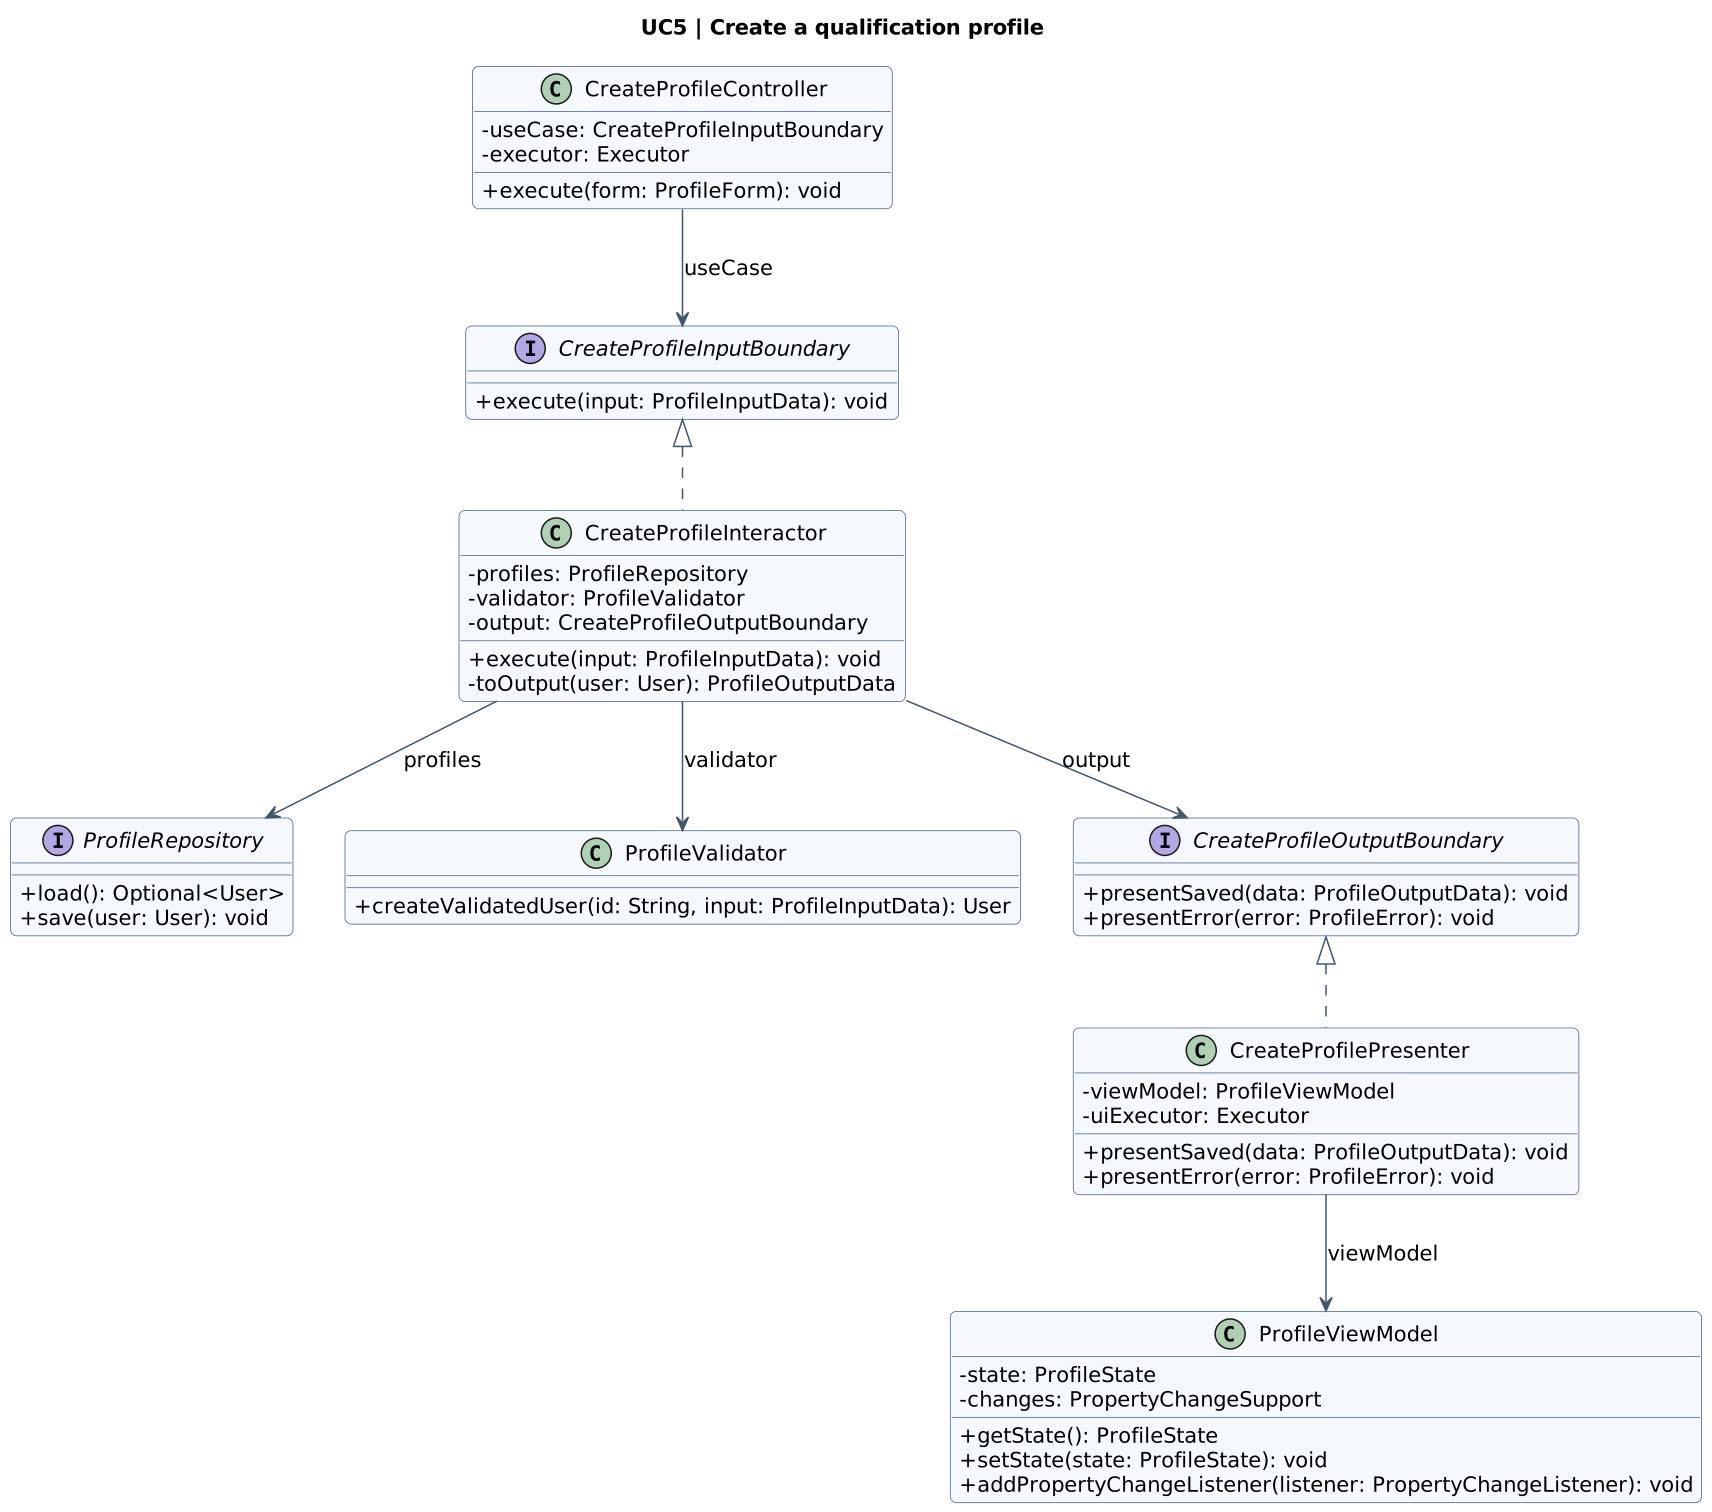 UC5 | Create a qualification profile
C CreateProfileController
-useCase: CreateProfileInputBoundary
-executor: Executor
+execute(form: ProfileForm): void
useCase
I CreateProfileInputBoundary
+execute(input: ProfileInputData): void
C CreateProfileInteractor
-profiles: ProfileRepository
-validator: ProfileValidator
-output: CreateProfileOutputBoundary
+execute(input: ProfileInputData): void
-toOutput(user: User): ProfileOutputData
profiles
validator
output
I ProfileRepository
+load(): Optional<User>
+save(user: User): void
C ProfileValidator
+createValidatedUser(id: String, input: ProfileInputData): User
I CreateProfileOutputBoundary
+presentSaved(data: ProfileOutputData): void
+presentError(error: ProfileError): void
C CreateProfilePresenter
-viewModel: ProfileViewModel
-uiExecutor: Executor
+presentSaved(data: ProfileOutputData): void
+presentError(error: ProfileError): void
viewModel
C ProfileViewModel
-state: ProfileState
-changes: PropertyChangeSupport
+getState(): ProfileState
+setState(state: ProfileState): void
+addPropertyChangeListener(listener: PropertyChangeListener): void